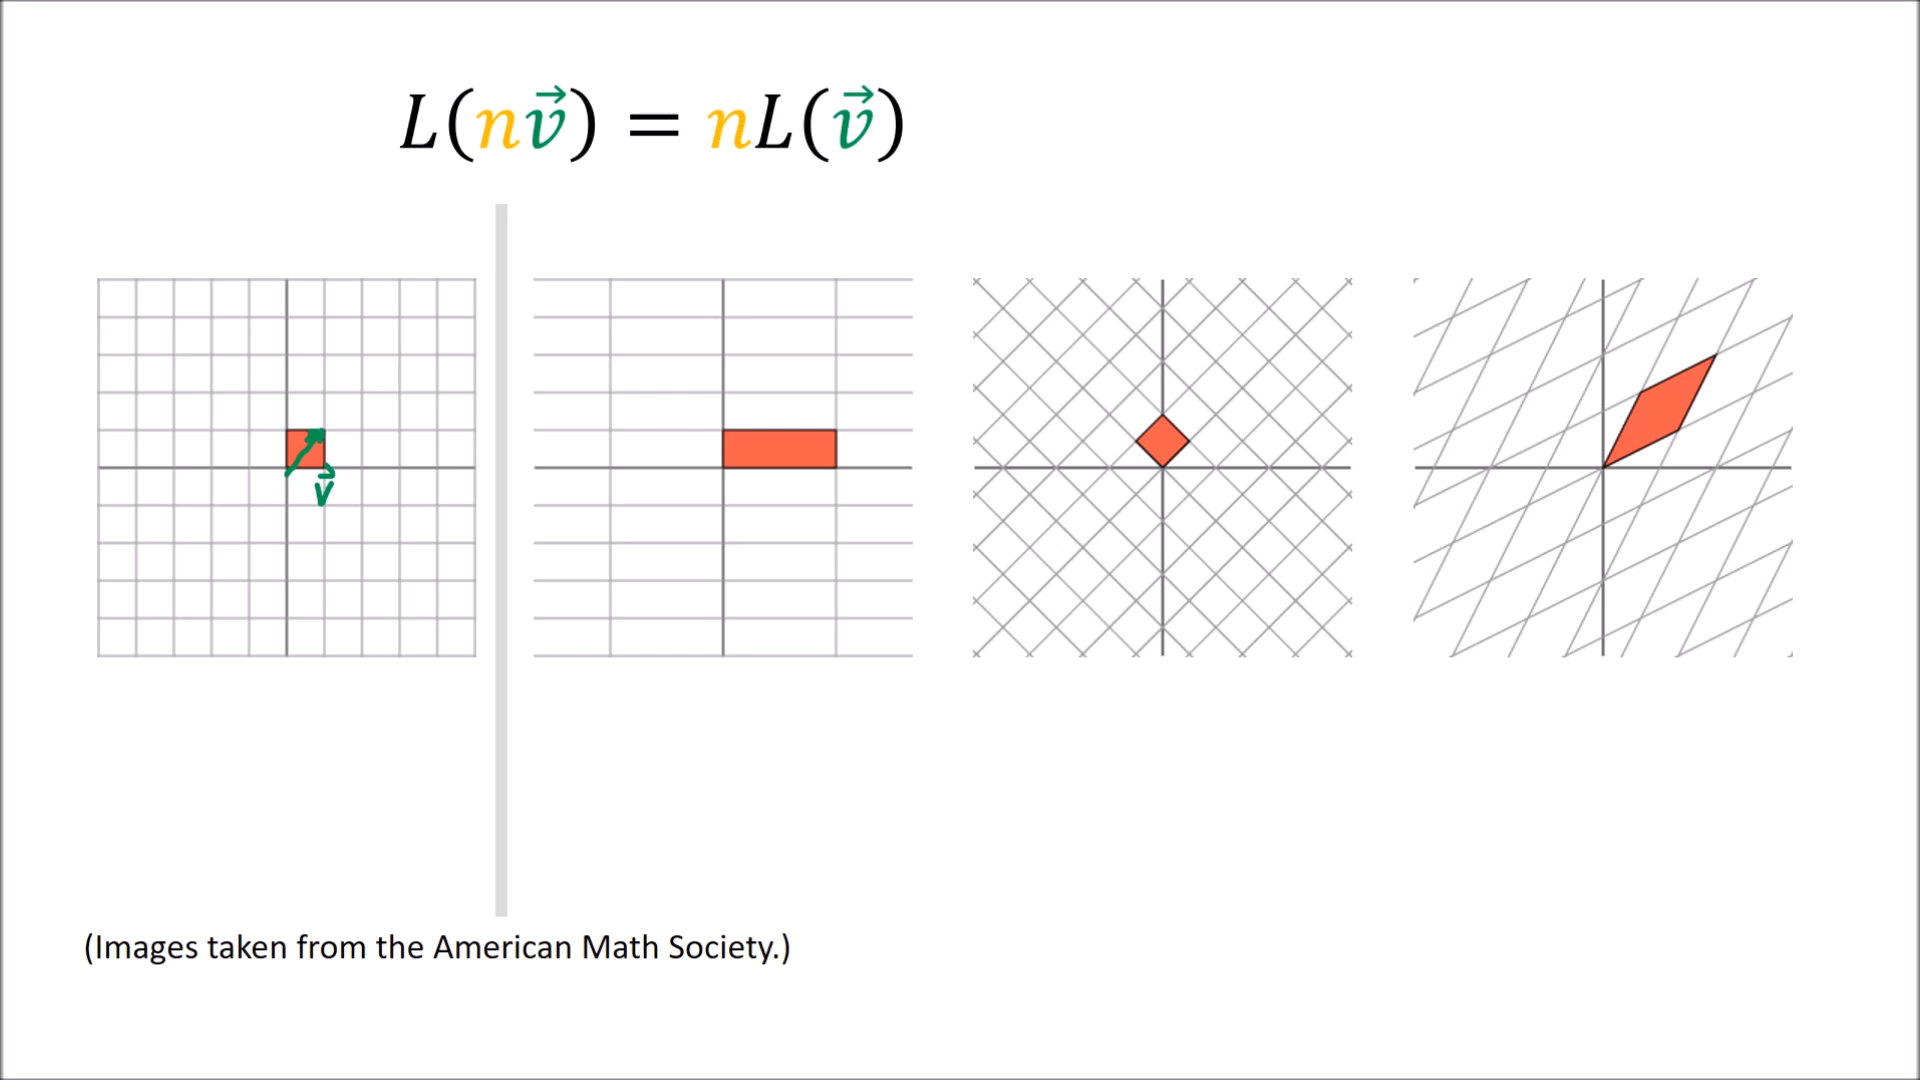 L(nv⃗) = nL(v⃗)
v⃗
(Images taken from the American Math Society.)